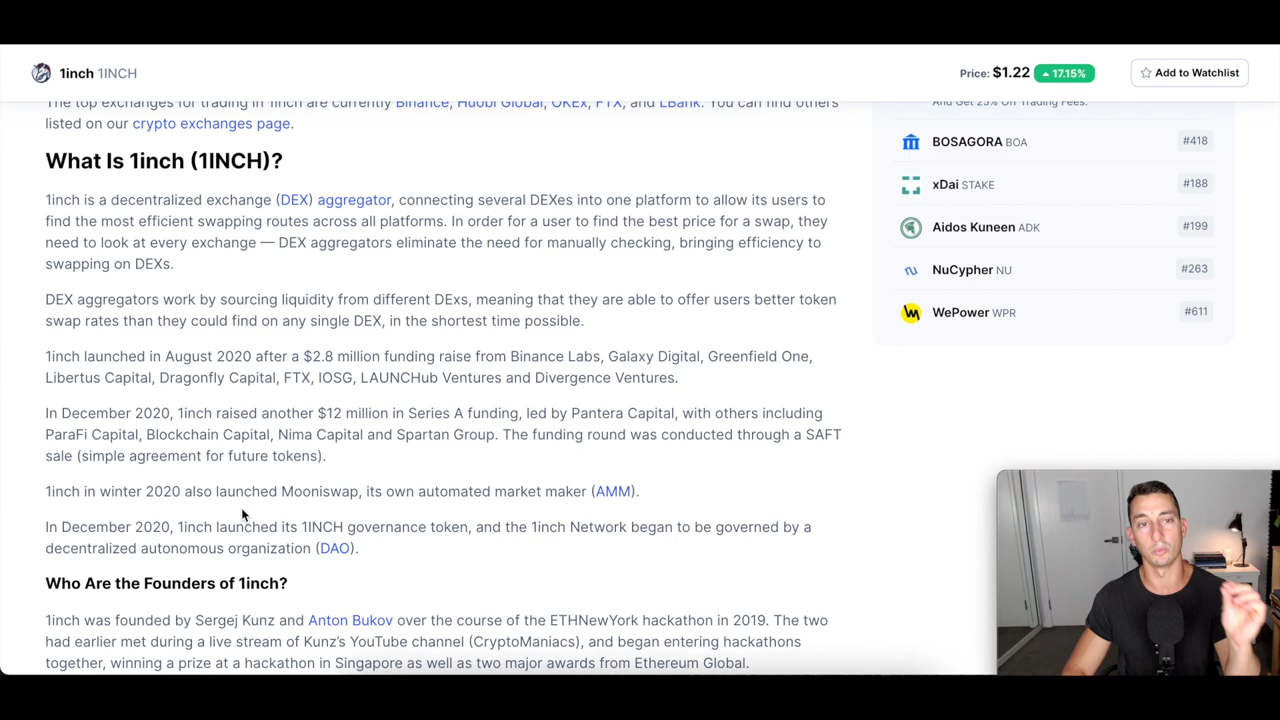 1inch 1INCH
Price: $1.22 17.15%
Add to Watchlist
The top exchanges for trading in 1inch are currently Binance, Huobi Global, OKEx, FTX, and LBank. You can find others
listed on our crypto exchanges page.
What Is 1inch (1INCH)?
1inch is a decentralized exchange (DEX) aggregator, connecting several DEXes into one platform to allow its users to
find the most efficient swapping routes across all platforms. In order for a user to find the best price for a swap, they
need to look at every exchange — DEX aggregators eliminate the need for manually checking, bringing efficiency to
swapping on DEXs.
DEX aggregators work by sourcing liquidity from different DExs, meaning that they are able to offer users better token
swap rates than they could find on any single DEX, in the shortest time possible.
1inch launched in August 2020 after a $2.8 million funding raise from Binance Labs, Galaxy Digital, Greenfield One,
Libertus Capital, Dragonfly Capital, FTX, IOSG, LAUNCHub Ventures and Divergence Ventures.
In December 2020, 1inch raised another $12 million in Series A funding, led by Pantera Capital, with others including
ParaFi Capital, Blockchain Capital, Nima Capital and Spartan Group. The funding round was conducted through a SAFT
sale (simple agreement for future tokens).
1inch in winter 2020 also launched Mooniswap, its own automated market maker (AMM).
In December 2020, 1inch launched its 1INCH governance token, and the 1inch Network began to be governed by a
decentralized autonomous organization (DAO).
Who Are the Founders of 1inch?
1inch was founded by Sergej Kunz and Anton Bukov over the course of the ETHNewYork hackathon in 2019. The two
had earlier met during a live stream of Kunz's YouTube channel (CryptoManiacs), and began entering hackathons
together, winning a prize at a hackathon in Singapore as well as two major awards from Ethereum Global.
And Get 25% Off Trading Fees.
BOSAGORA BOA #418
xDai STAKE #188
Aidos Kuneen ADK #199
NuCypher NU #263
WePower WPR #611